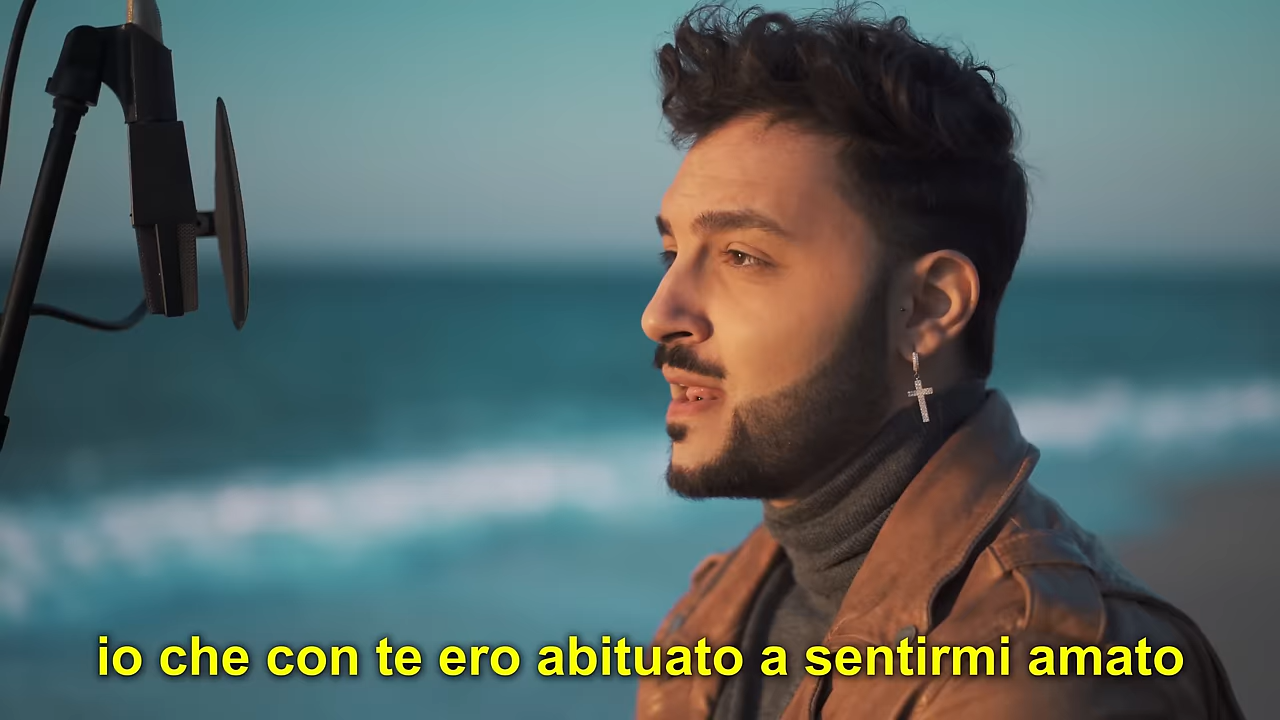 io che con te ero abituato a sentirmi amato